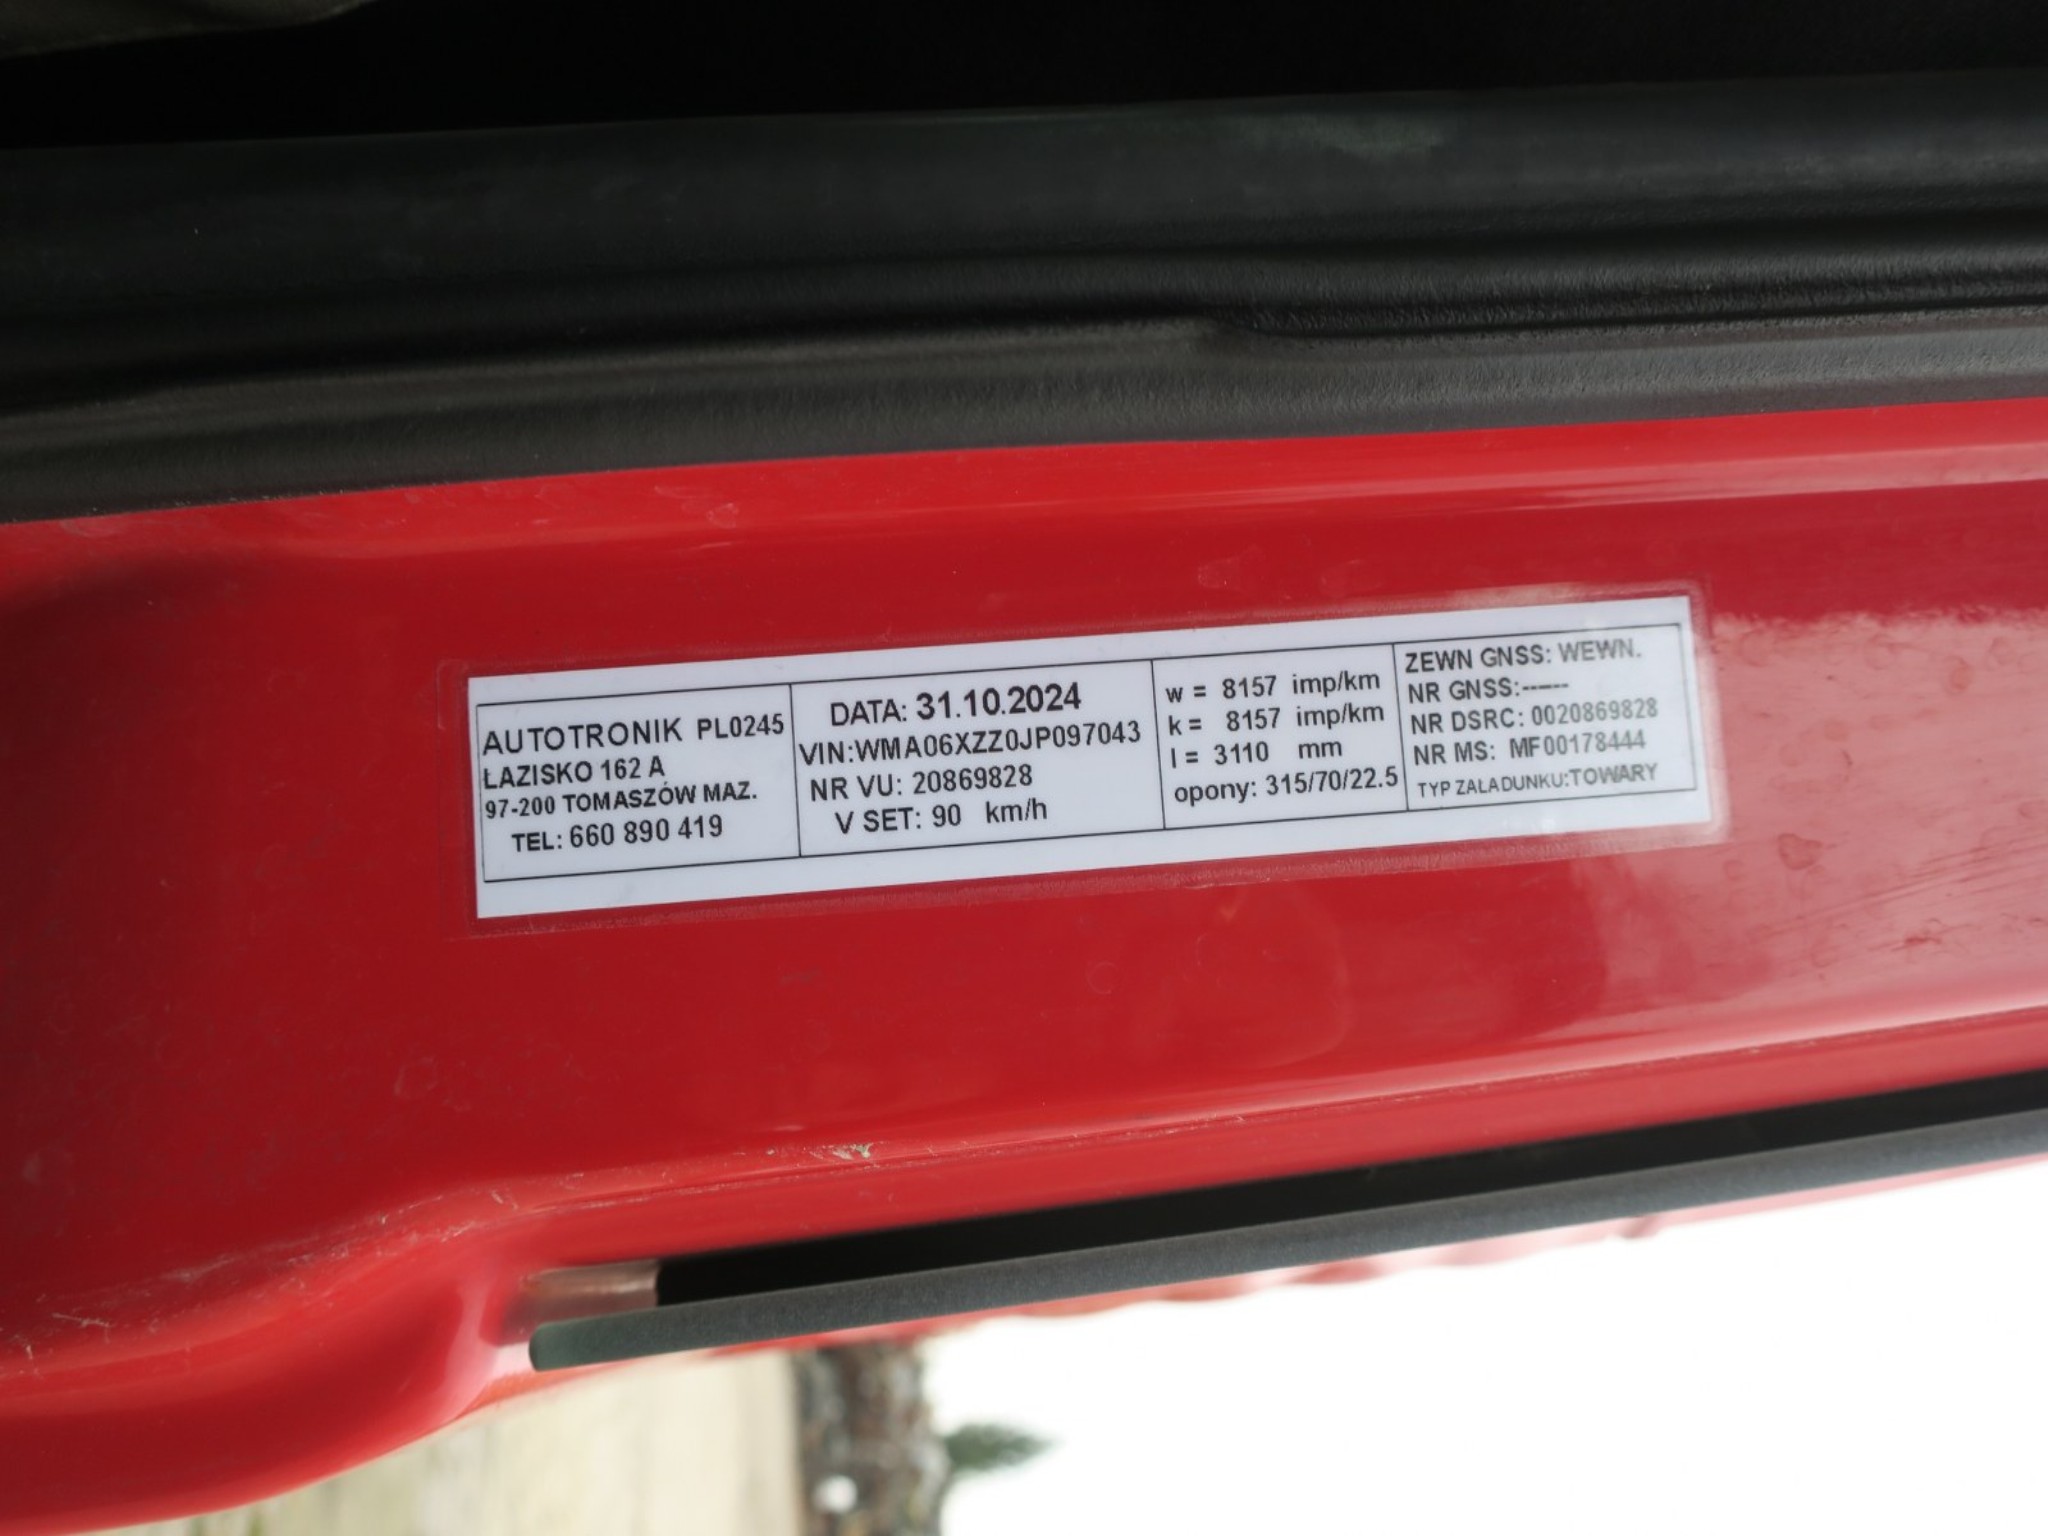 AUTOTRONIK PL0245
ŁAZISKO 162 A
97-200 TOMASZÓW MAZ.
TEL: 660 890 419
DATA: 31.10.2024
VIN:WMA06XZZ0JP097043
NR VU: 20869828
V SET: 90 km/h
w = 8157 imp/km
k = 8157 imp/km
l = 3110 mm
opony: 315/70/22.5
ZEWN GNSS: WEWN.
NR GNSS:------
NR DSRC: 0020869828
NR MS: MF00178444
TYP ZALADUNKU:TOWARY